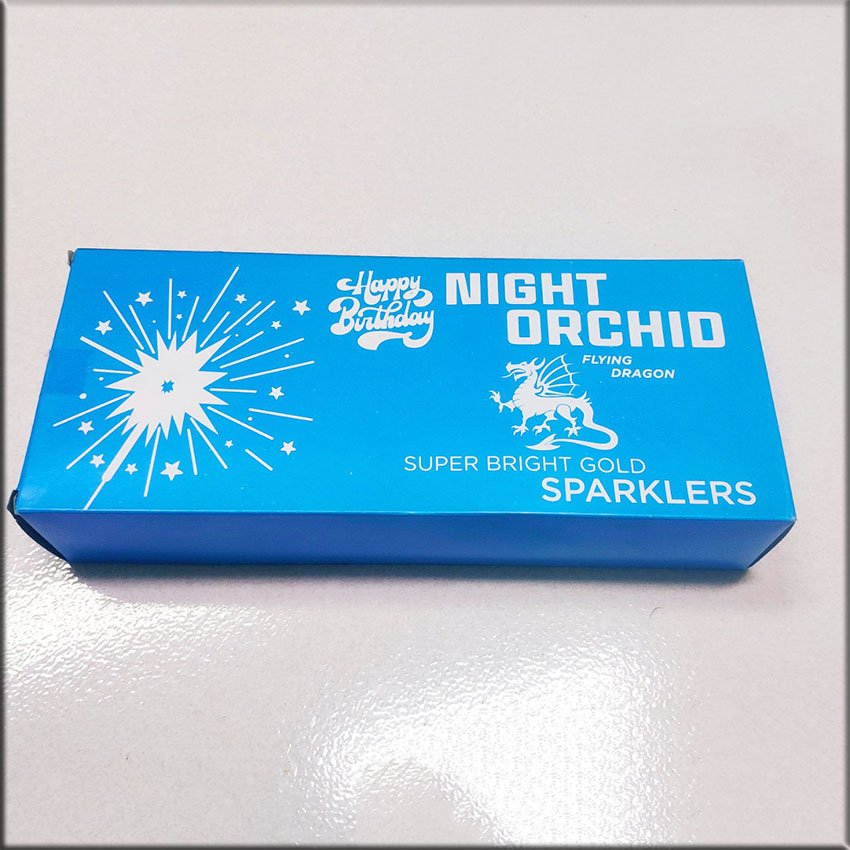 Happy
Birthday
NIGHT
ORCHID
FLYING
DRAGON
SUPER BRIGHT GOLD
SPARKLERS